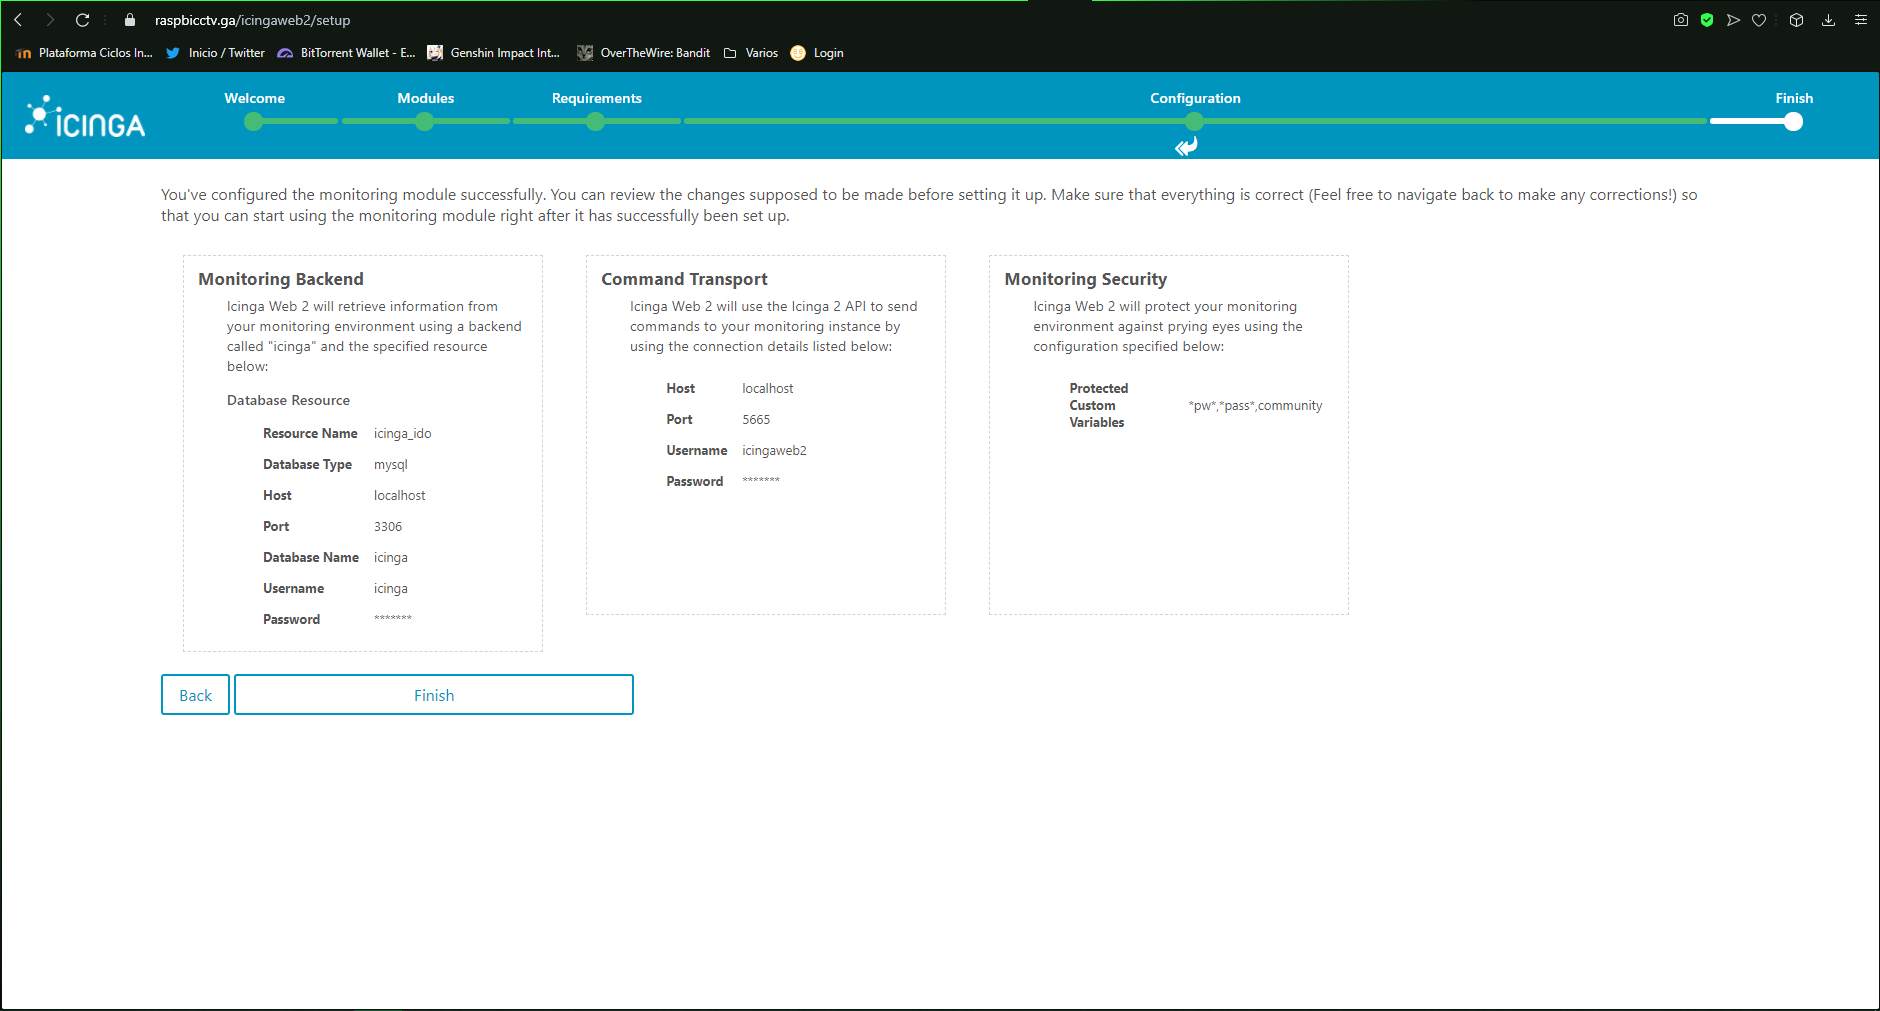 raspbicctv.ga/icingaweb2/setup
Plataforma Ciclos In... Inicio / Twitter BitTorrent Wallet - E... Genshin Impact Int... OverTheWire: Bandit Varios Login
ICINGA
Welcome Modules Requirements Configuration Finish
You've configured the monitoring module successfully. You can review the changes supposed to be made before setting it up. Make sure that everything is correct (Feel free to navigate back to make any corrections!) so
that you can start using the monitoring module right after it has successfully been set up.
Monitoring Backend
Icinga Web 2 will retrieve information from
your monitoring environment using a backend
called "icinga" and the specified resource
below:
Database Resource
Resource Name icinga_ido
Database Type mysql
Host localhost
Port 3306
Database Name icinga
Username icinga
Password *******
Command Transport
Icinga Web 2 will use the Icinga 2 API to send
commands to your monitoring instance by
using the connection details listed below:
Host localhost
Port 5665
Username icingaweb2
Password *******
Monitoring Security
Icinga Web 2 will protect your monitoring
environment against prying eyes using the
configuration specified below:
Protected
Custom *pw*,*pass*,community
Variables
Back Finish